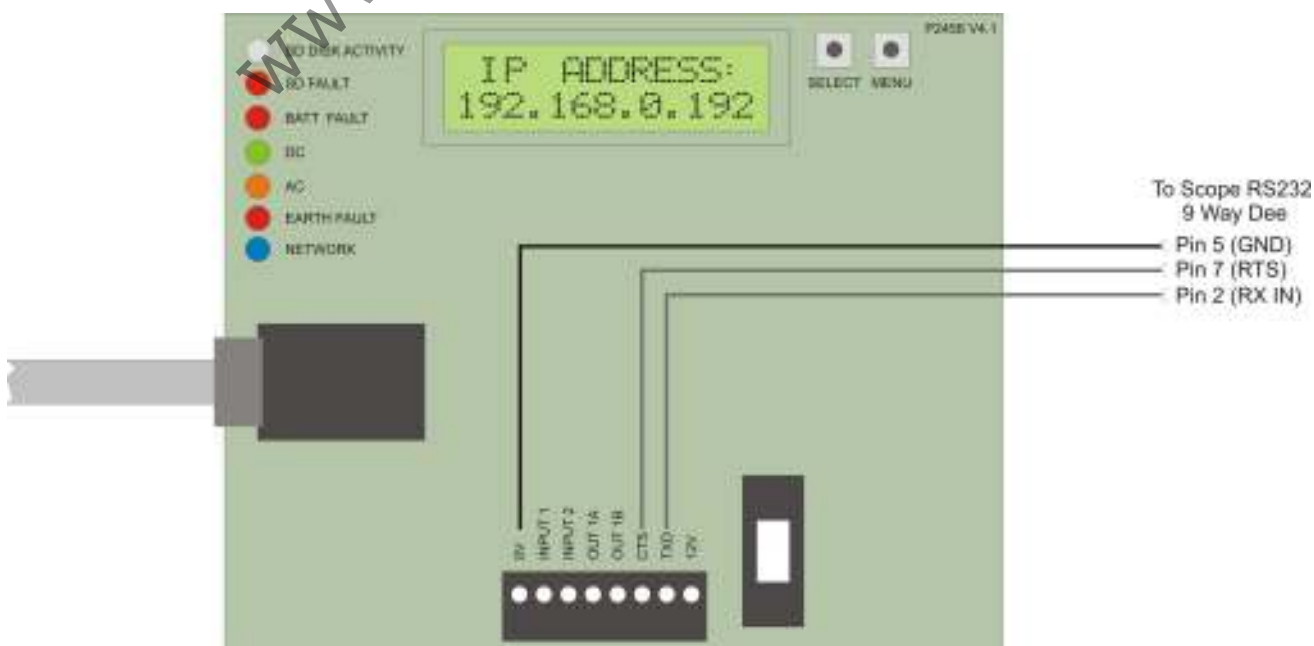 WWW.
P2458 V4.1
SD DISK ACTIVITY
SD FAULT
BATT FAULT
DC
AC
EARTH FAULT
NETWORK
IP ADDRESS:
192.168.0.192
SELECT MENU
To Scope RS232
9 Way Dee
Pin 5 (GND)
Pin 7 (RTS)
Pin 2 (RX IN)
0V
INPUT 1
INPUT 2
OUT 1A
OUT 1B
CTS
TXD
12V